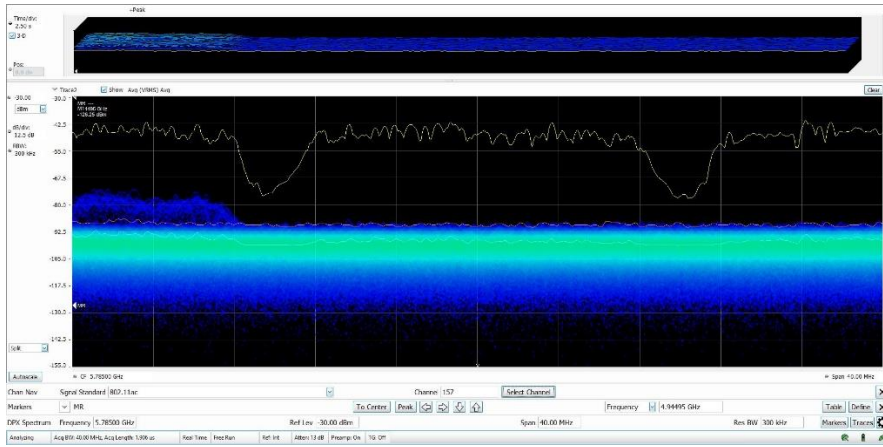 ~Peak
Time/div:
2.50 s
3-D
Pos:
Trace3 Show Avg (VRMS) Avg Clear
-30.00
dBm
dB/div:
12.5 dB
RBW:
300 kHz
-30.0
-42.5
-55.0
-67.5
-80.0
-92.5
-105.0
-117.5
-130.0
-142.5
-155.0
MR
Split
Autoscale CF 5.78500 GHz Span 40.00 MHz
Chan Nav Signal Standard 802.11ac Channel 157 Select Channel X
Markers MR To Center Peak Frequency 4.94495 GHz Table Define X
DPX Spectrum Frequency 5.78500 GHz Ref Lev -30.00 dBm Span 40.00 MHz Res BW 300 kHz Markers Traces
Analyzing Acq BW: 40.00 MHz, Acq Length: 1.906 us Real Time Free Run Ref: Int Atten: 13 dB Preamp: On TG: Off